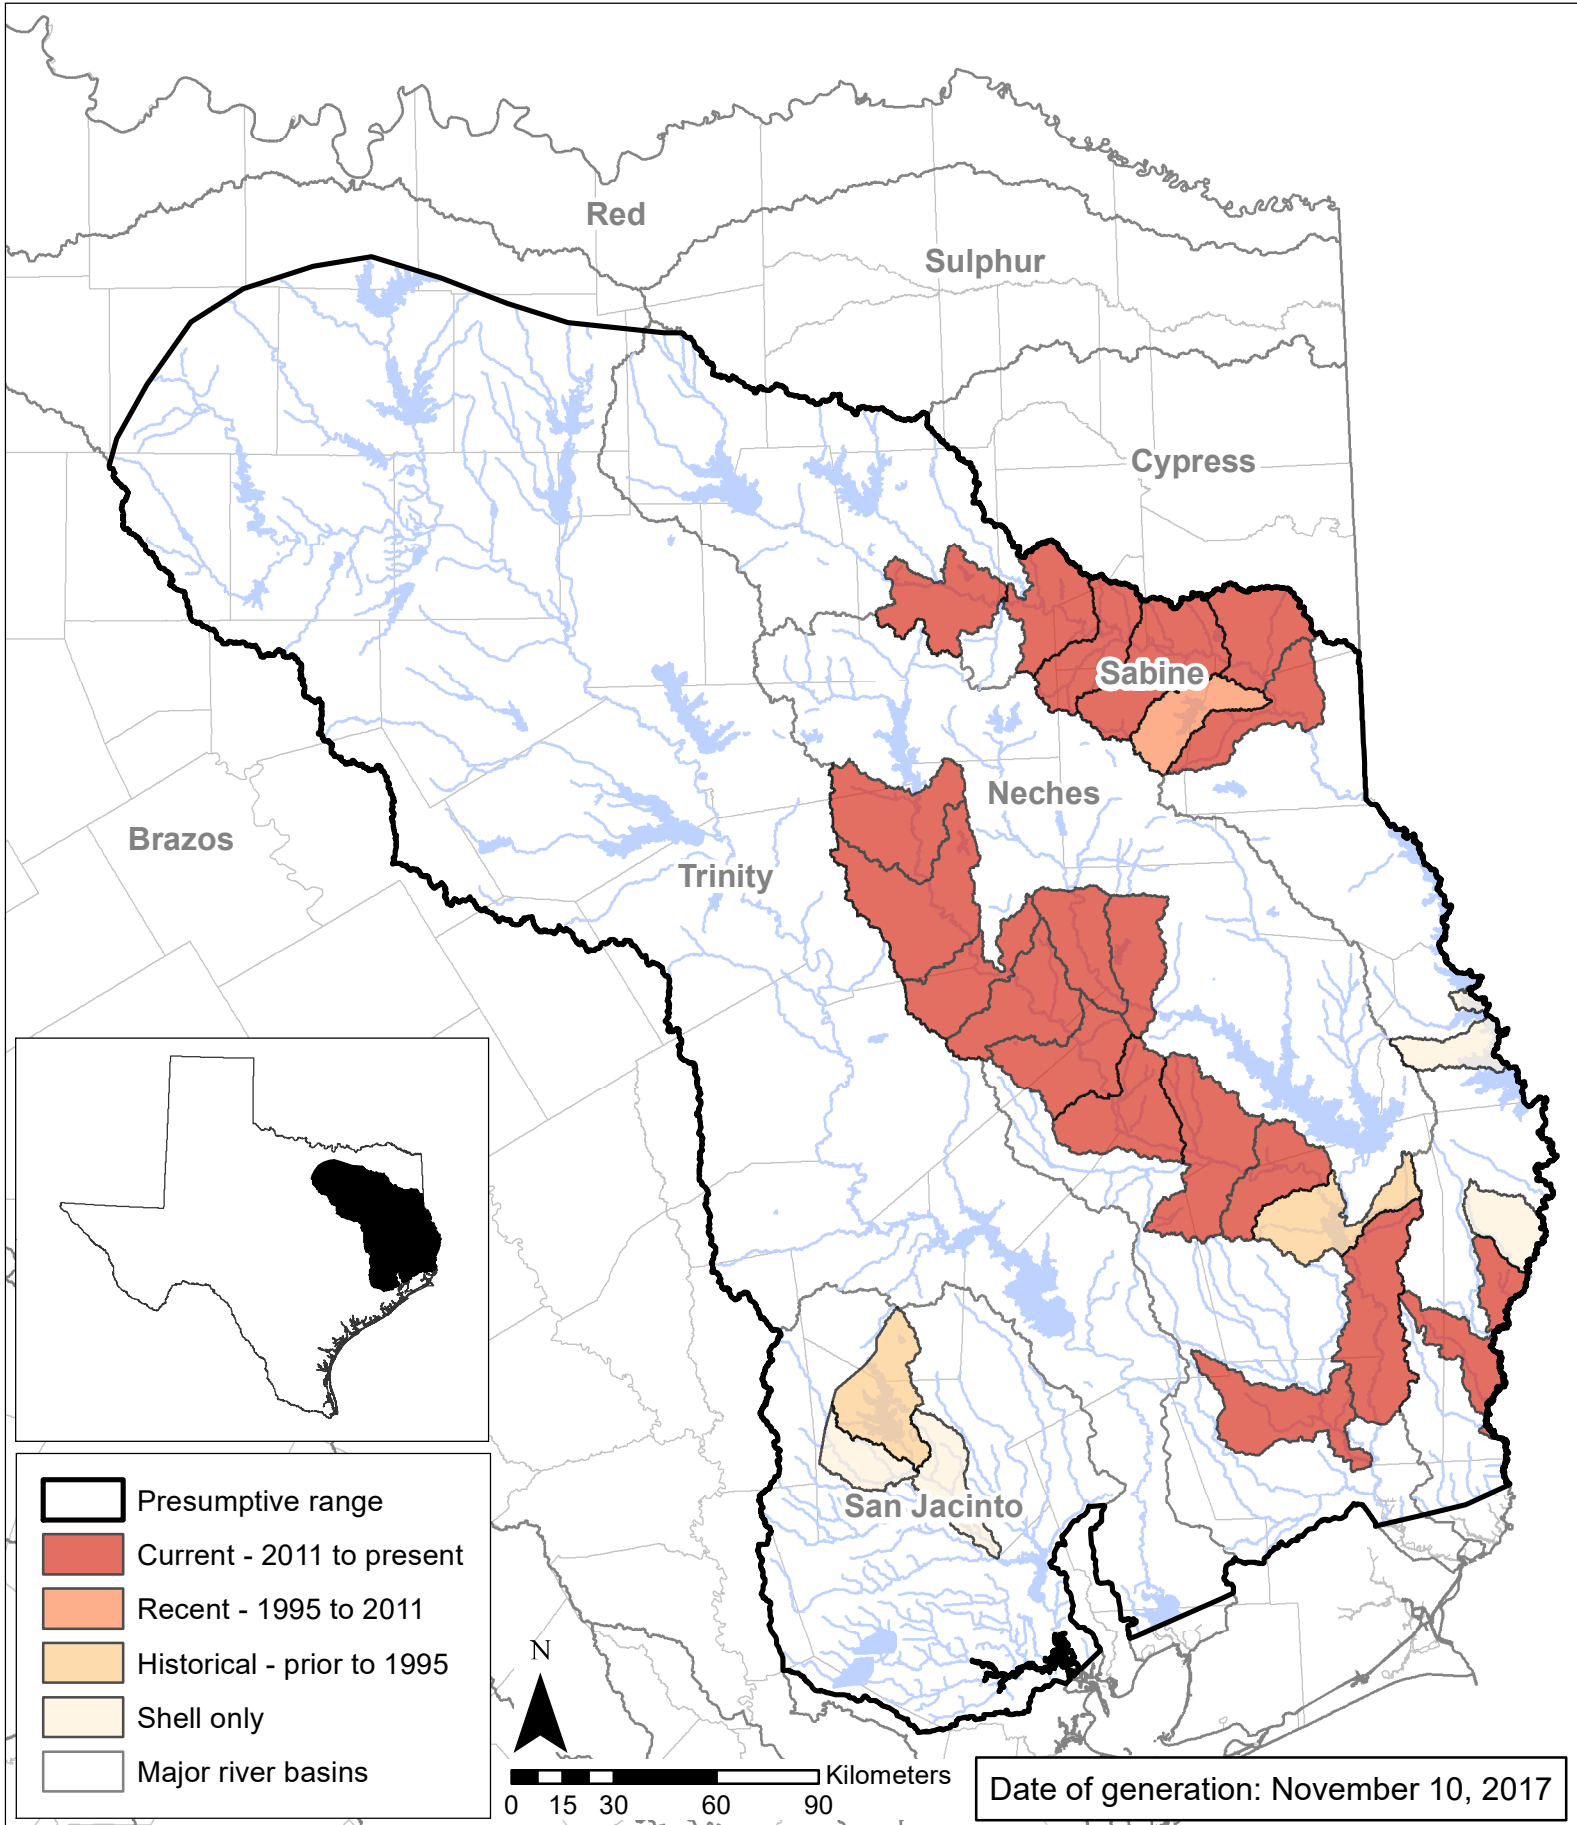 Red
Sulphur
Cypress
Sabine
Neches
Brazos
Trinity
San Jacinto
Presumptive range
Current - 2011 to present
Recent - 1995 to 2011
Historical - prior to 1995
Shell only
Major river basins
N
Kilometers
0 15 30 60 90
Date of generation: November 10, 2017